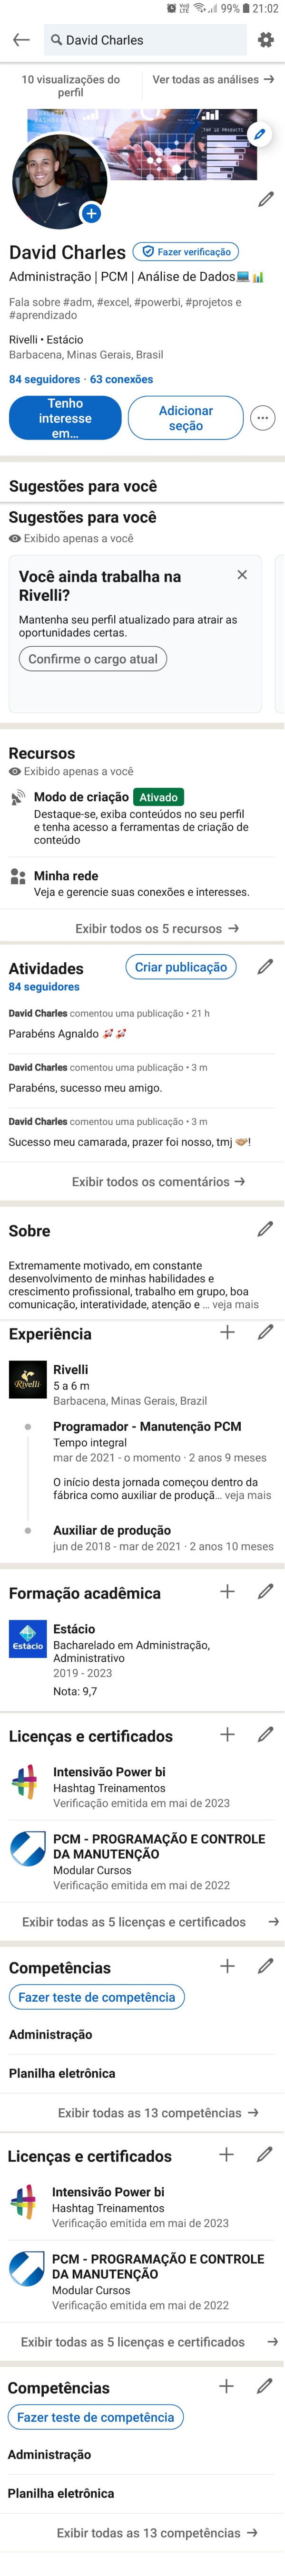 99% 21:02
David Charles
10 visualizações do
perfil
Ver todas as análises →
TOP 10 PRODUCTS
David Charles
Fazer verificação
Administração | PCM | Análise de Dados💻📊
Fala sobre #adm, #excel, #powerbi, #projetos e
#aprendizado
Rivelli • Estácio
Barbacena, Minas Gerais, Brasil
84 seguidores · 63 conexões
Tenho
interesse
em...
Adicionar
seção
Sugestões para você
Sugestões para você
Exibido apenas a você
Você ainda trabalha na
Rivelli?
Mantenha seu perfil atualizado para atrair as
oportunidades certas.
Confirme o cargo atual
Recursos
Exibido apenas a você
Modo de criação Ativado
Destaque-se, exiba conteúdos no seu perfil
e tenha acesso a ferramentas de criação de
conteúdo
Minha rede
Veja e gerencie suas conexões e interesses.
Exibir todos os 5 recursos →
Atividades
Criar publicação
84 seguidores
David Charles comentou uma publicação • 21 h
Parabéns Agnaldo 🚀🚀
David Charles comentou uma publicação • 3 m
Parabéns, sucesso meu amigo.
David Charles comentou uma publicação • 3 m
Sucesso meu camarada, prazer foi nosso, tmj 🤝!
Exibir todos os comentários →
Sobre
Extremamente motivado, em constante
desenvolvimento de minhas habilidades e
crescimento profissional, trabalho em grupo, boa
comunicação, interatividade, atenção e ... veja mais
Experiência
Rivelli
Rivelli
5 a 6 m
Barbacena, Minas Gerais, Brazil
Programador - Manutenção PCM
Tempo integral
mar de 2021 - o momento · 2 anos 9 meses
O início desta jornada começou dentro da
fábrica como auxiliar de produçã... veja mais
Auxiliar de produção
jun de 2018 - mar de 2021 · 2 anos 10 meses
Formação acadêmica
Estácio
Estácio
Bacharelado em Administração,
Administrativo
2019 - 2023
Nota: 9,7
Licenças e certificados
Intensivão Power bi
Hashtag Treinamentos
Verificação emitida em mai de 2023
PCM - PROGRAMAÇÃO E CONTROLE
DA MANUTENÇÃO
Modular Cursos
Verificação emitida em mai de 2022
Exibir todas as 5 licenças e certificados →
Competências
Fazer teste de competência
Administração
Planilha eletrônica
Exibir todas as 13 competências →
Licenças e certificados
Intensivão Power bi
Hashtag Treinamentos
Verificação emitida em mai de 2023
PCM - PROGRAMAÇÃO E CONTROLE
DA MANUTENÇÃO
Modular Cursos
Verificação emitida em mai de 2022
Exibir todas as 5 licenças e certificados →
Competências
Fazer teste de competência
Administração
Planilha eletrônica
Exibir todas as 13 competências →